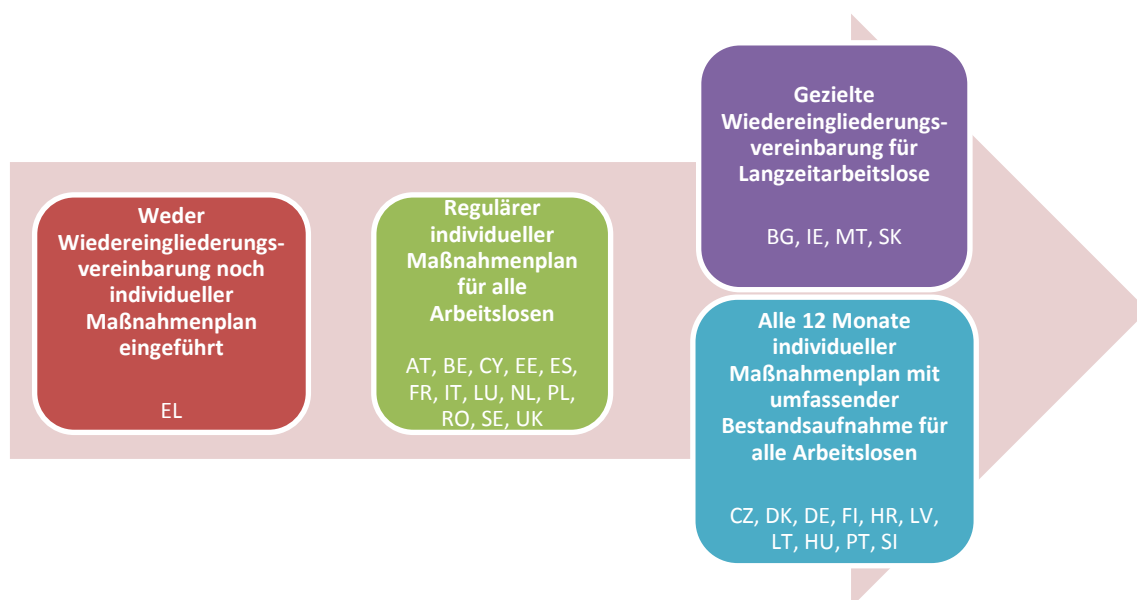 Weder
Wiedereingliederungs-
vereinbarung noch
individueller
Maßnahmenplan
eingeführt
EL
Regulärer
individueller
Maßnahmenplan
für alle
Arbeitslosen
AT, BE, CY, EE, ES,
FR, IT, LU, NL, PL,
RO, SE, UK
Gezielte
Wiedereingliederungs-
vereinbarung für
Langzeitarbeitslose
BG, IE, MT, SK
Alle 12 Monate
individueller
Maßnahmenplan mit
umfassender
Bestandsaufnahme für
alle Arbeitslosen
CZ, DK, DE, FI, HR, LV,
LT, HU, PT, SI